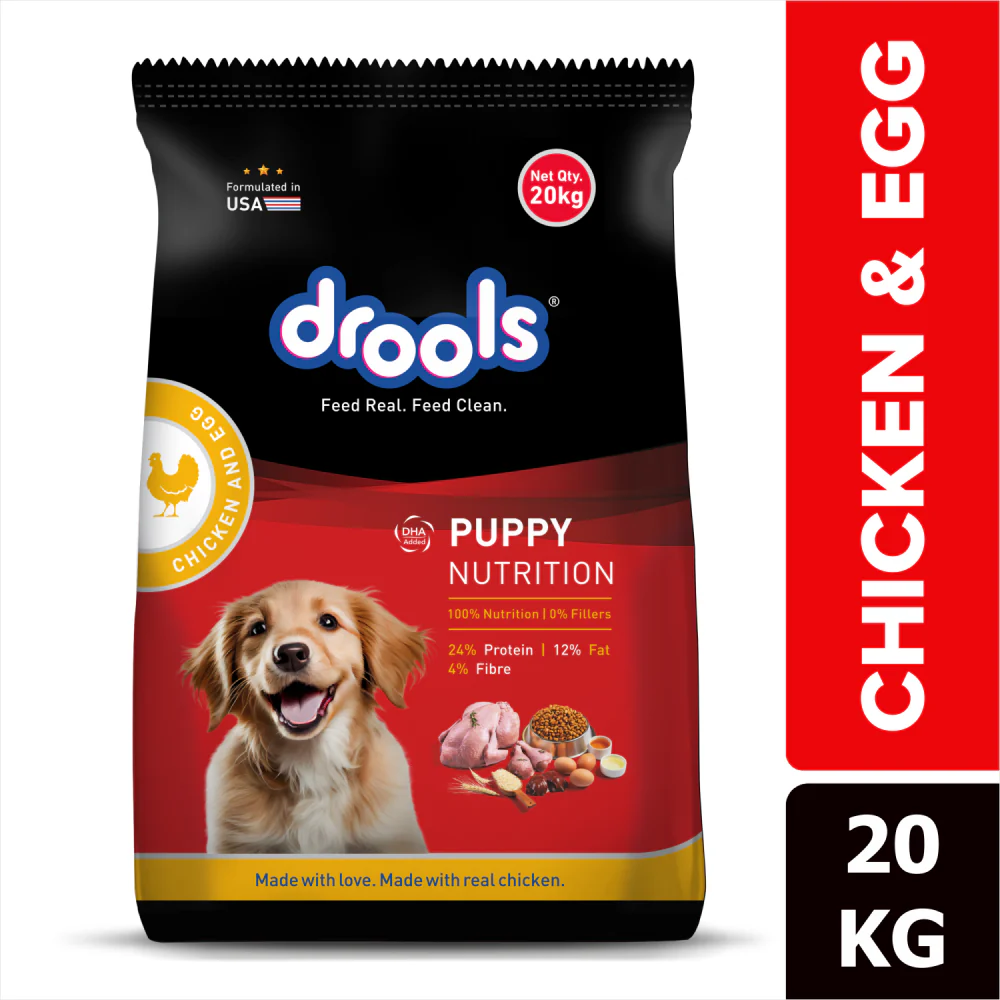 Formulated in
USA
Net Qty.
20kg
drools®
Feed Real. Feed Clean.
CHICKEN AND EGG
DHA
Added
PUPPY
NUTRITION
100% Nutrition | 0% Fillers
24% Protein | 12% Fat
4% Fibre
Made with love. Made with real chicken.
CHICKEN & EGG
20
KG